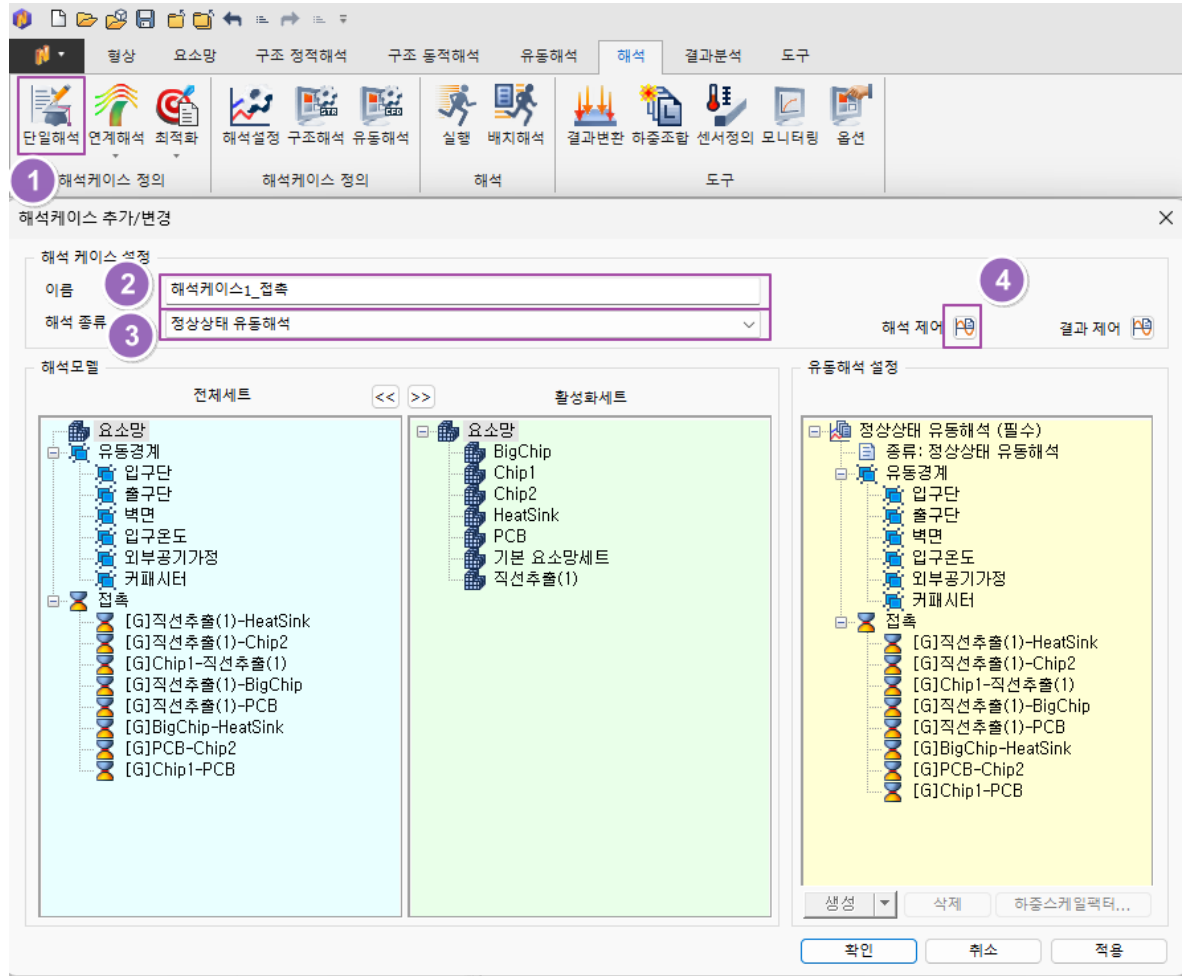 형상 요소망 구조 정적해석 구조 동적해석 유동해석 해석 결과분석 도구
단일해석 연계해석 최적화 해석설정 구조해석 유동해석 실행 배치해석 결과변환 하중조합 센서정의 모니터링 옵션
1 해석케이스 정의 해석케이스 정의 해석 도구
해석케이스 추가/변경
해석 케이스 설정
이름 2 해석케이스1_접촉 4
해석 종류 3 정상상태 유동해석 해석 제어 결과 제어
해석모델
전체세트 << >> 활성화세트
요소망
유동경계
입구단
출구단
벽면
입구온도
외부공기가정
커패시터
접촉
[G]직선추출(1)-HeatSink
[G]직선추출(1)-Chip2
[G]Chip1-직선추출(1)
[G]직선추출(1)-BigChip
[G]직선추출(1)-PCB
[G]BigChip-HeatSink
[G]PCB-Chip2
[G]Chip1-PCB
요소망
BigChip
Chip1
Chip2
HeatSink
PCB
기본 요소망세트
직선추출(1)
유동해석 설정
정상상태 유동해석 (필수)
종류: 정상상태 유동해석
유동경계
입구단
출구단
벽면
입구온도
외부공기가정
커패시터
접촉
[G]직선추출(1)-HeatSink
[G]직선추출(1)-Chip2
[G]Chip1-직선추출(1)
[G]직선추출(1)-BigChip
[G]직선추출(1)-PCB
[G]BigChip-HeatSink
[G]PCB-Chip2
[G]Chip1-PCB
생성 삭제 하중스케일팩터...
확인 취소 적용